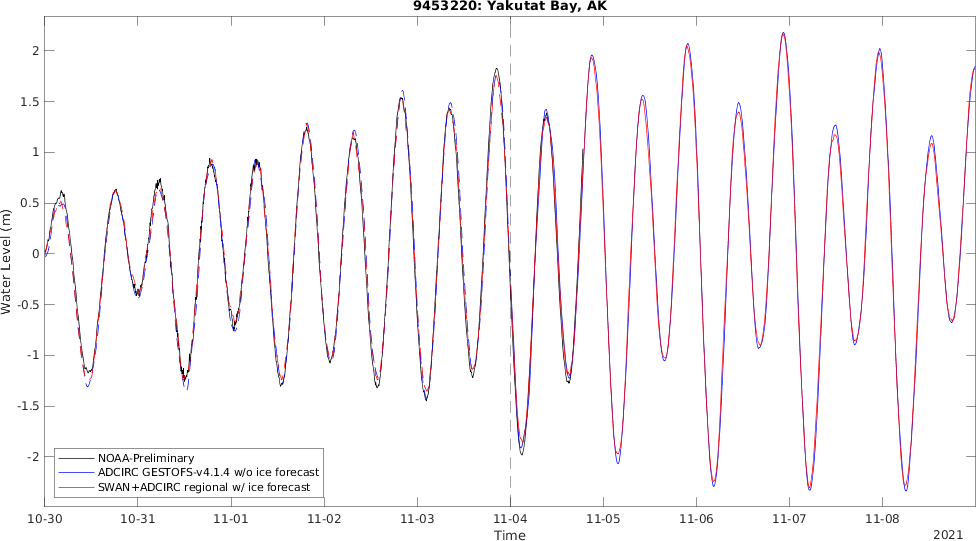 9453220: Yakutat Bay, AK
Water Level (m)
2
1.5
1
0.5
0
-0.5
-1
-1.5
-2
NOAA-Preliminary
ADCIRC GESTOFS-v4.1.4 w/o ice forecast
SWAN+ADCIRC regional w/ ice forecast
10-30 10-31 11-01 11-02 11-03 11-04 11-05 11-06 11-07 11-08
Time
2021